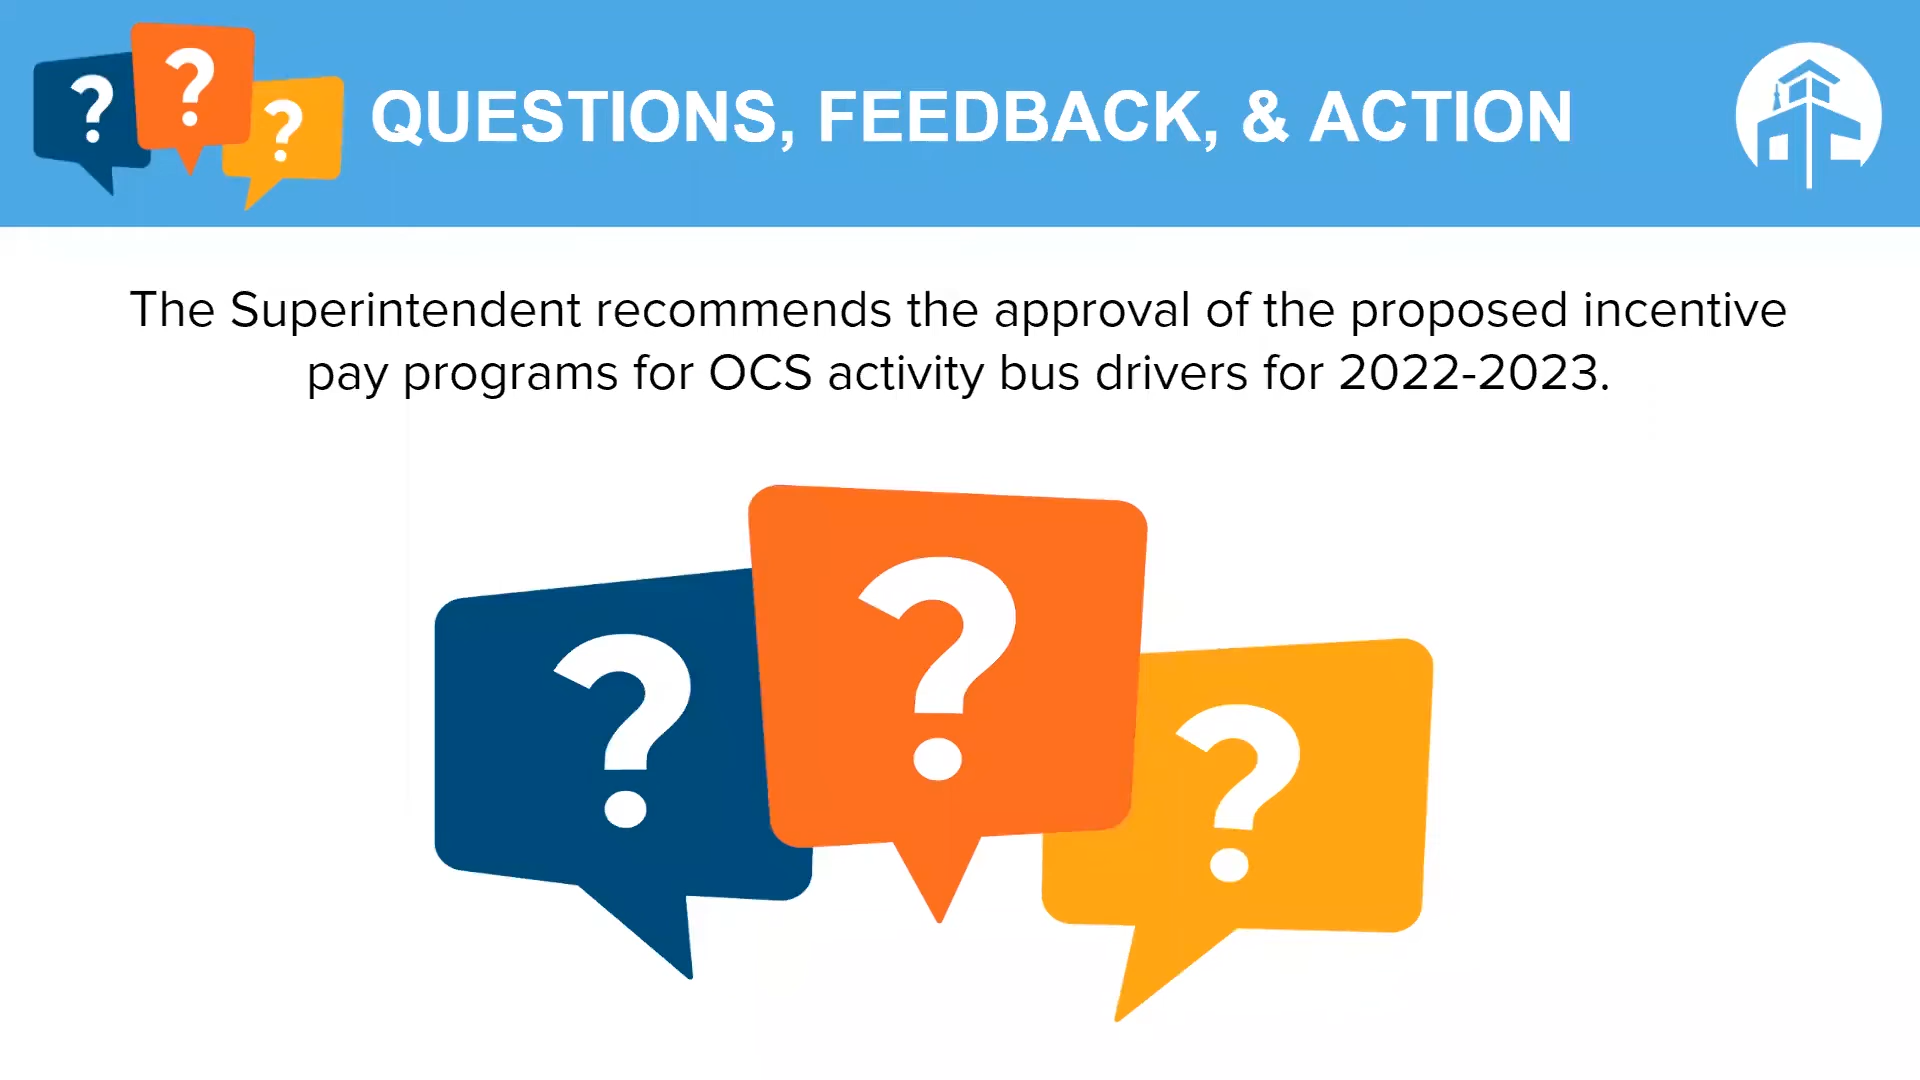 ? ? ? QUESTIONS, FEEDBACK, & ACTION
The Superintendent recommends the approval of the proposed incentive
pay programs for OCS activity bus drivers for 2022-2023.
? ? ?